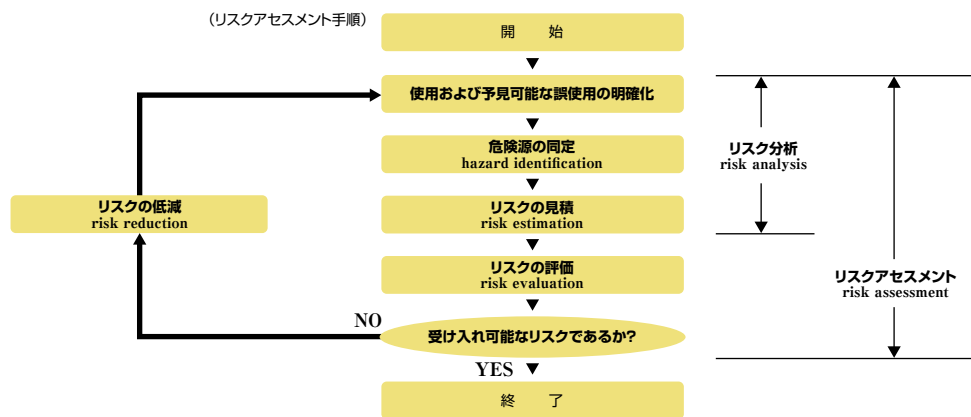 （リスクアセスメント手順）
開　始
使用および予見可能な誤使用の明確化
危険源の同定
hazard identification
リスクの見積
risk estimation
リスクの評価
risk evaluation
受け入れ可能なリスクであるか?
NO
YES
終　了
リスクの低減
risk reduction
リスク分析
risk analysis
リスクアセスメント
risk assessment